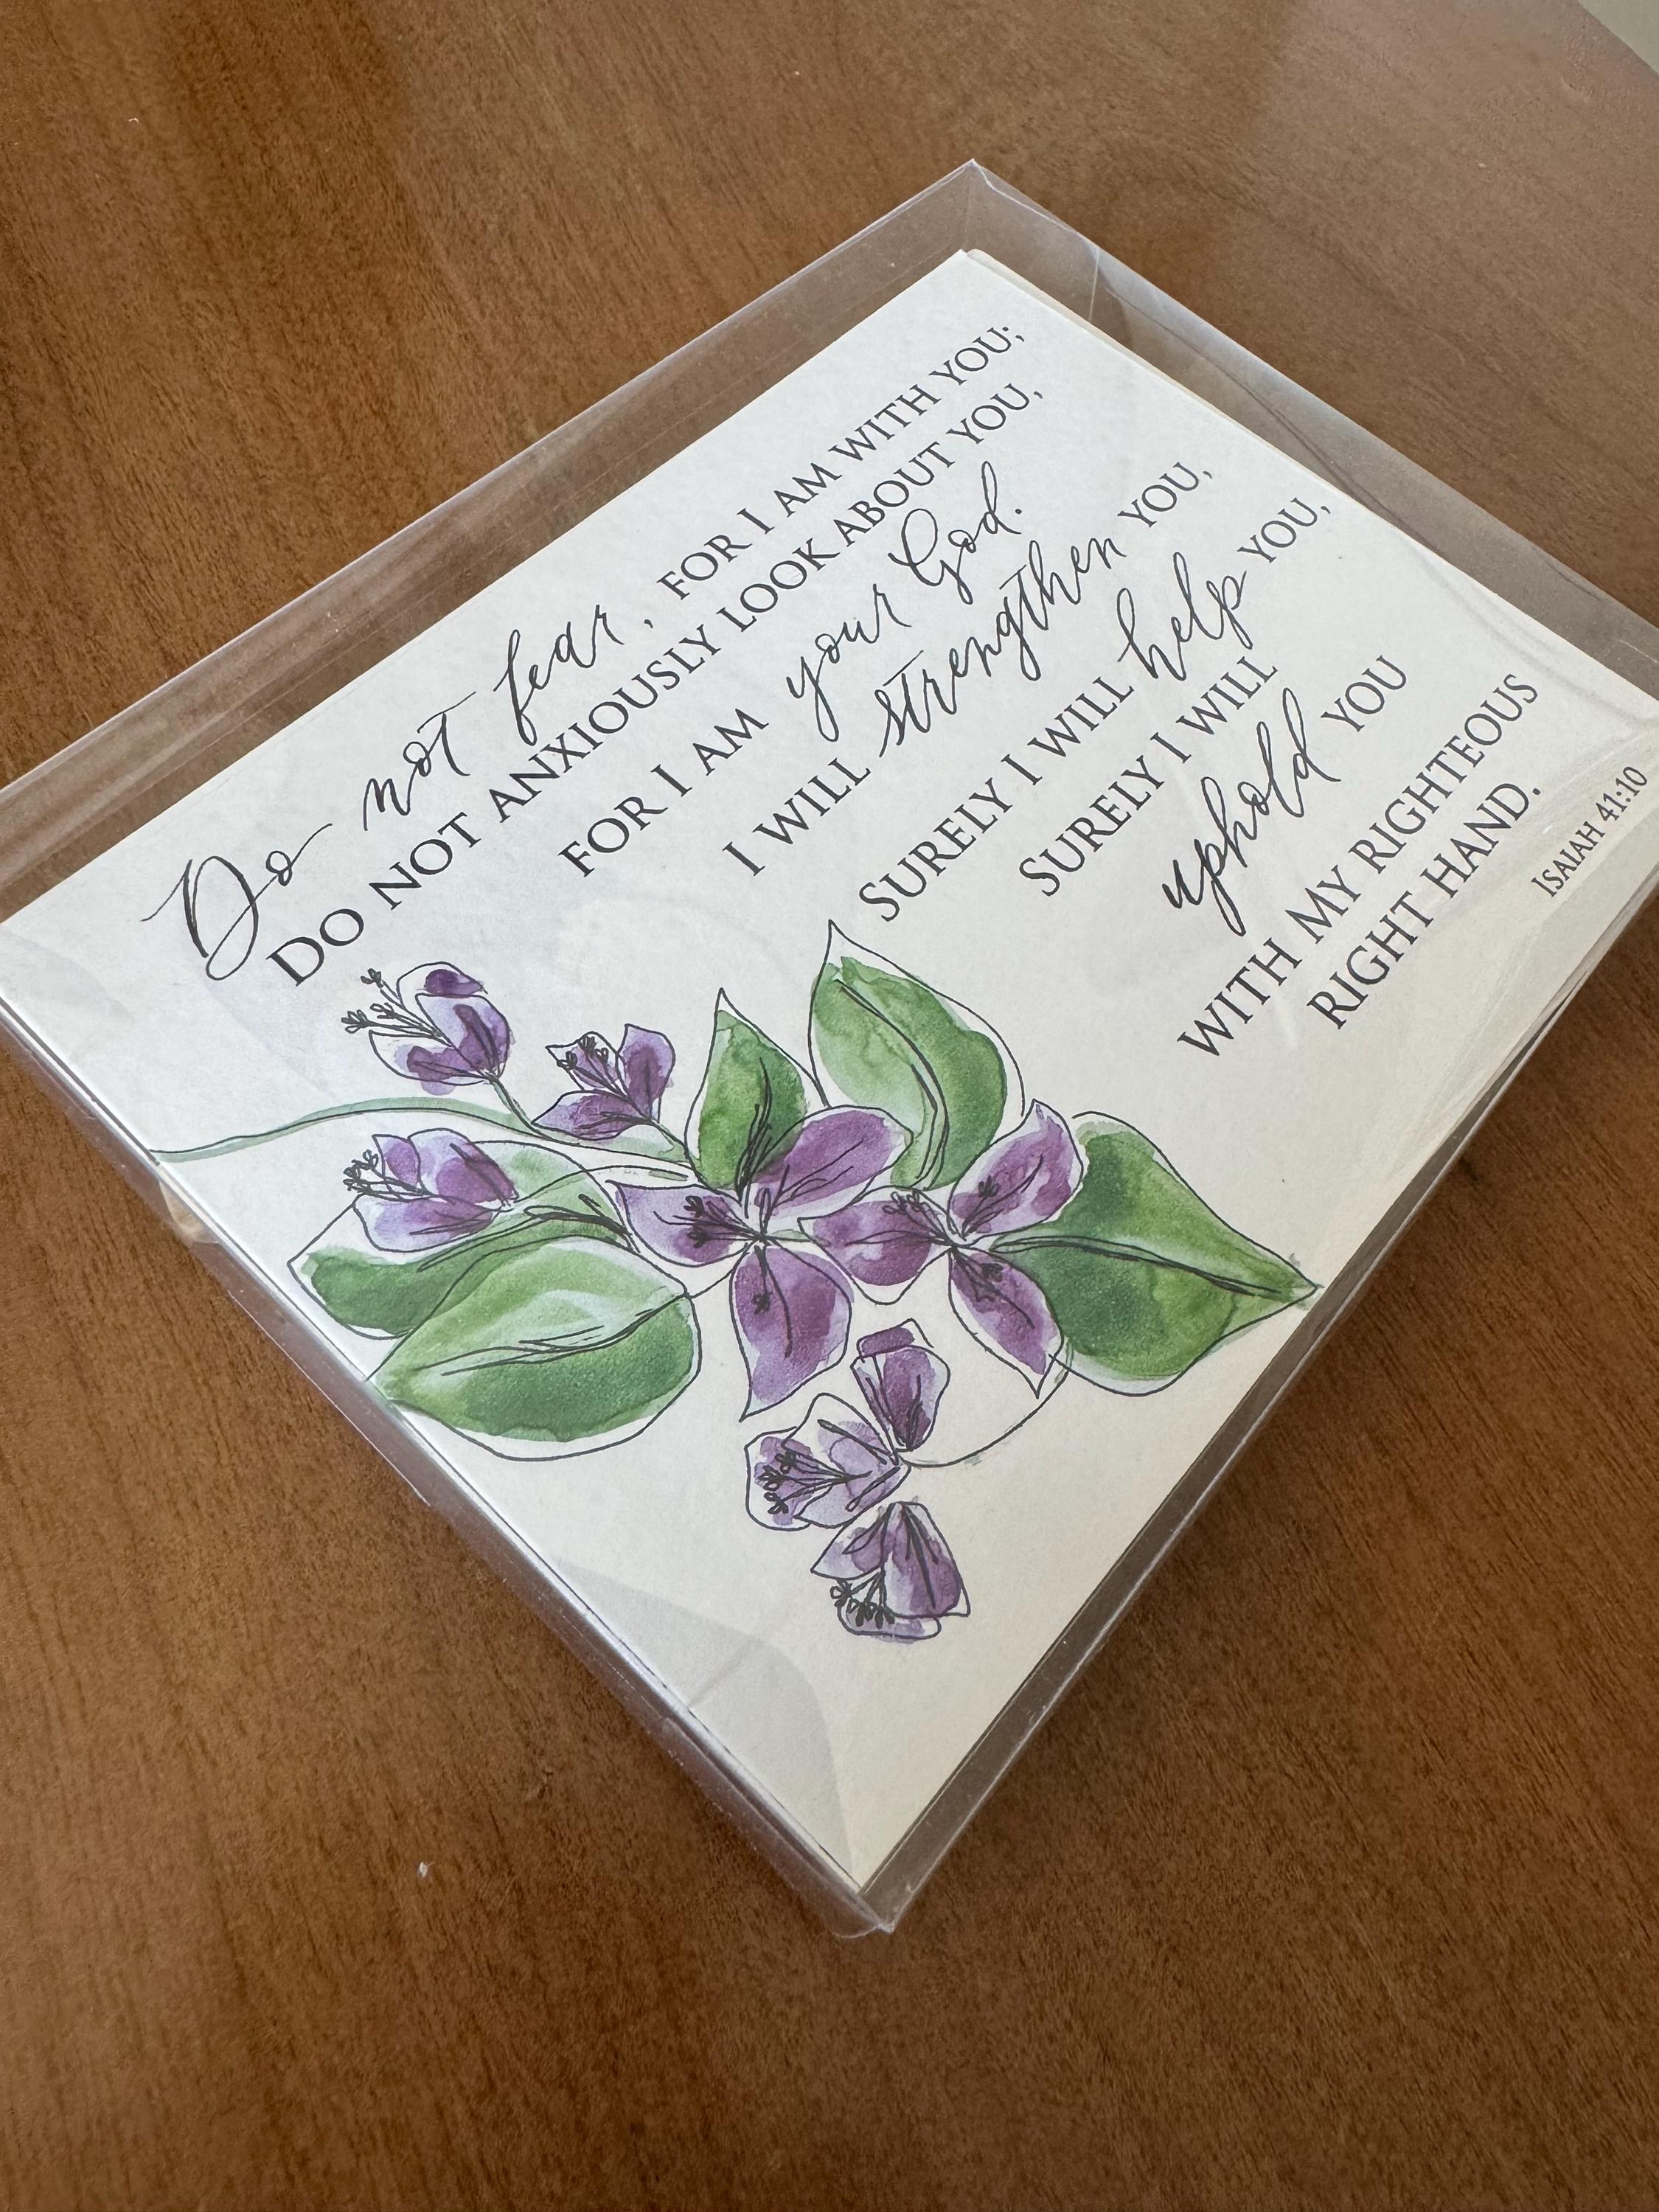 Do not fear, FOR I AM WITH YOU;
DO NOT ANXIOUSLY LOOK ABOUT YOU,
FOR I AM your God.
I WILL strengthen YOU,
SURELY I WILL help YOU,
SURELY I WILL
uphold YOU
WITH MY RIGHTEOUS
RIGHT HAND.
ISAIAH 41:10